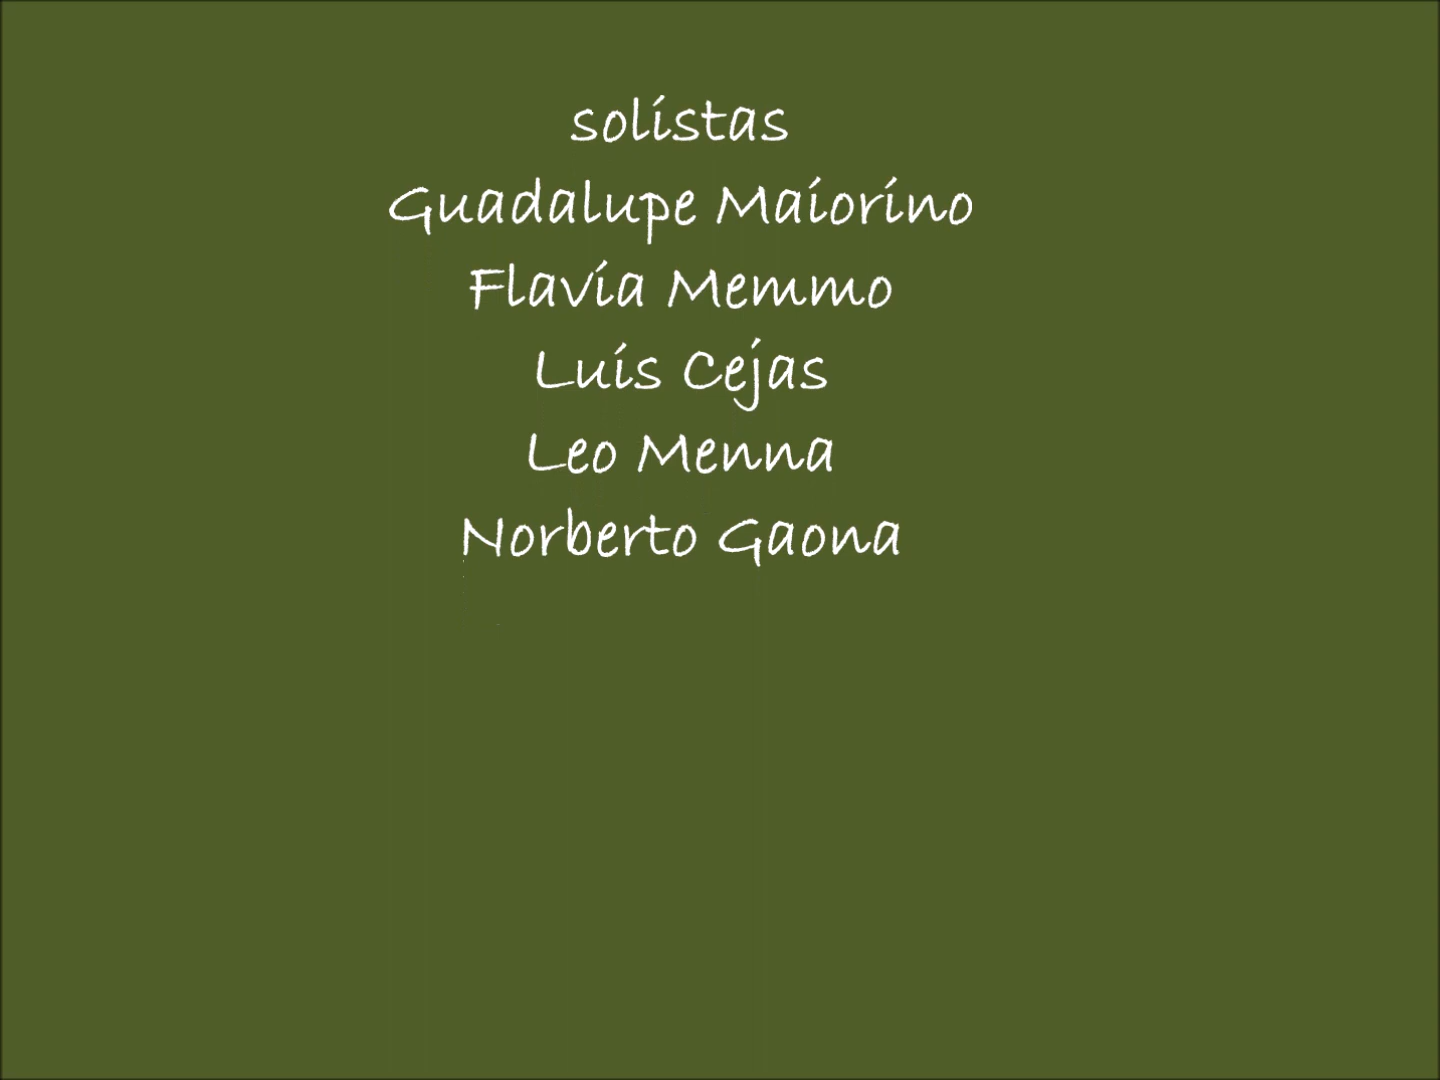 solistas
Guadalupe Maiorino
Flavia Memmo
Luis Cejas
Leo Menna
Norberto Gaona